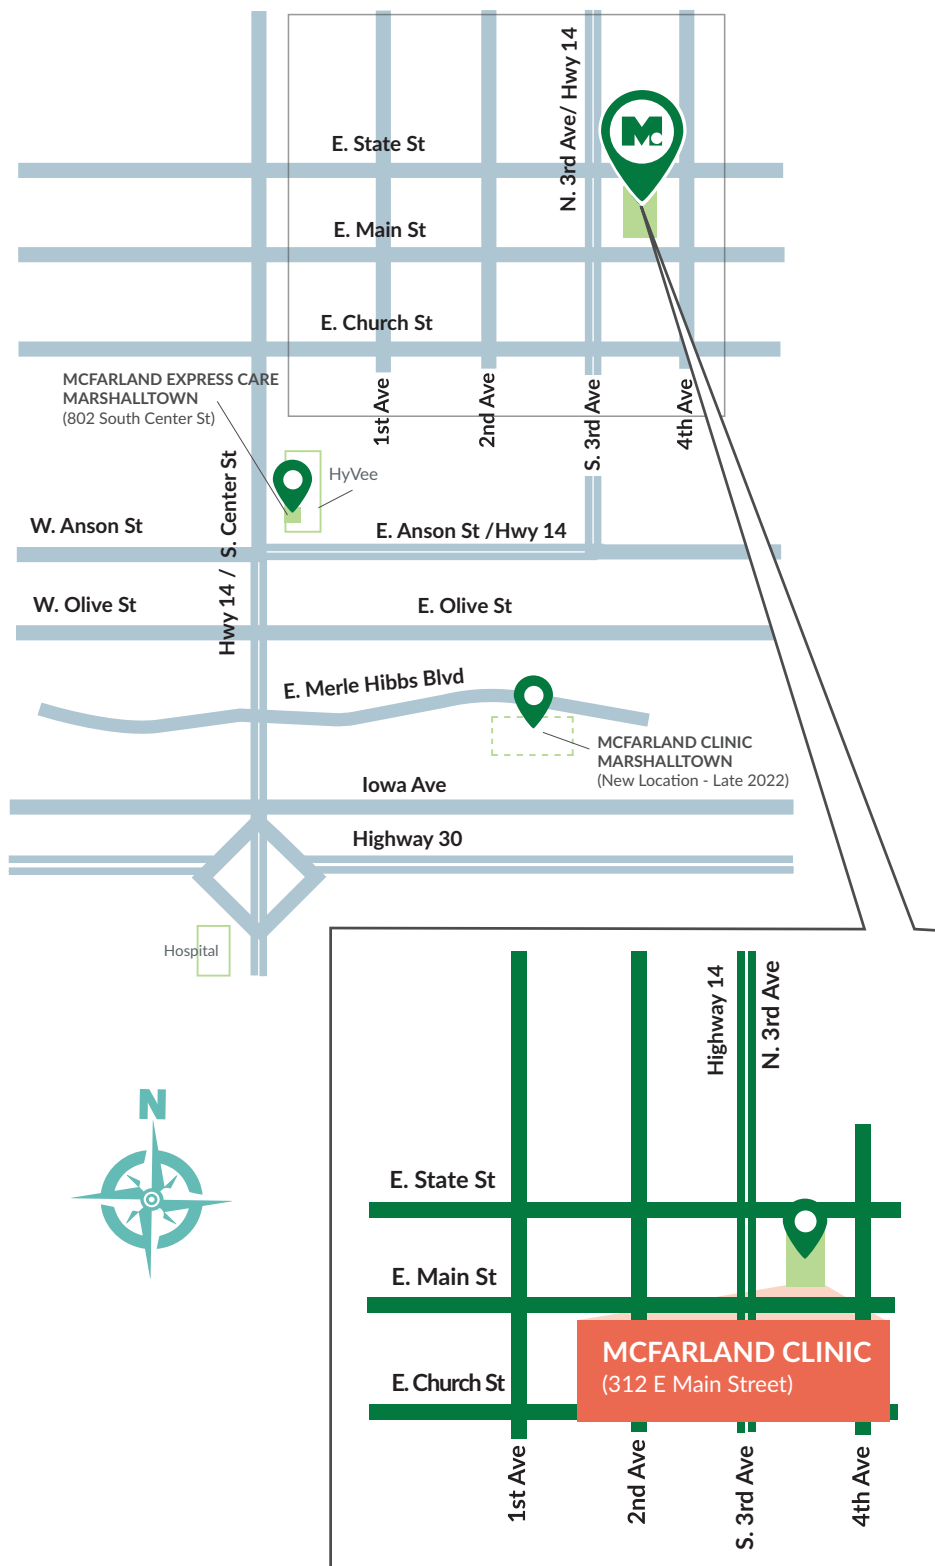 N. 3rd Ave/ Hwy 14
M.
E. State St
E. Main St
E. Church St
MCFARLAND EXPRESS CARE
MARSHALLTOWN
(802 South Center St)
1st Ave
2nd Ave
S. 3rd Ave
4th Ave
HyVee
Hwy 14 / S. Center St
W. Anson St
E. Anson St /Hwy 14
W. Olive St
E. Olive St
E. Merle Hibbs Blvd
MCFARLAND CLINIC
MARSHALLTOWN
(New Location - Late 2022)
Iowa Ave
Highway 30
Hospital
N
Highway 14
N. 3rd Ave
E. State St
E. Main St
MCFARLAND CLINIC
(312 E Main Street)
E. Church St
1st Ave
2nd Ave
S. 3rd Ave
4th Ave